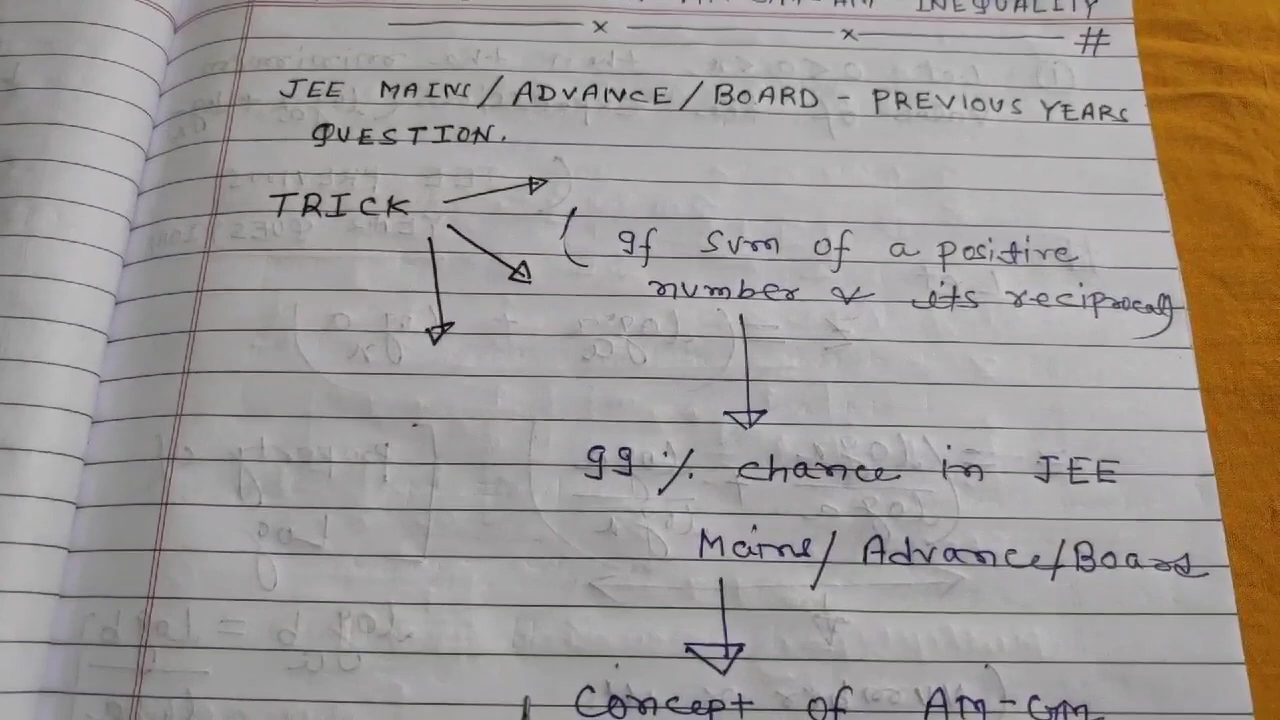 INEQUALITY
#
JEE MAINS/ADVANCE/BOARD - PREVIOUS YEARS
QUESTION.
TRICK
( If Sum of a positive
number & its reciprocal)
99% chance in JEE
Mains/ Advance/Board
Concept of AM-GM